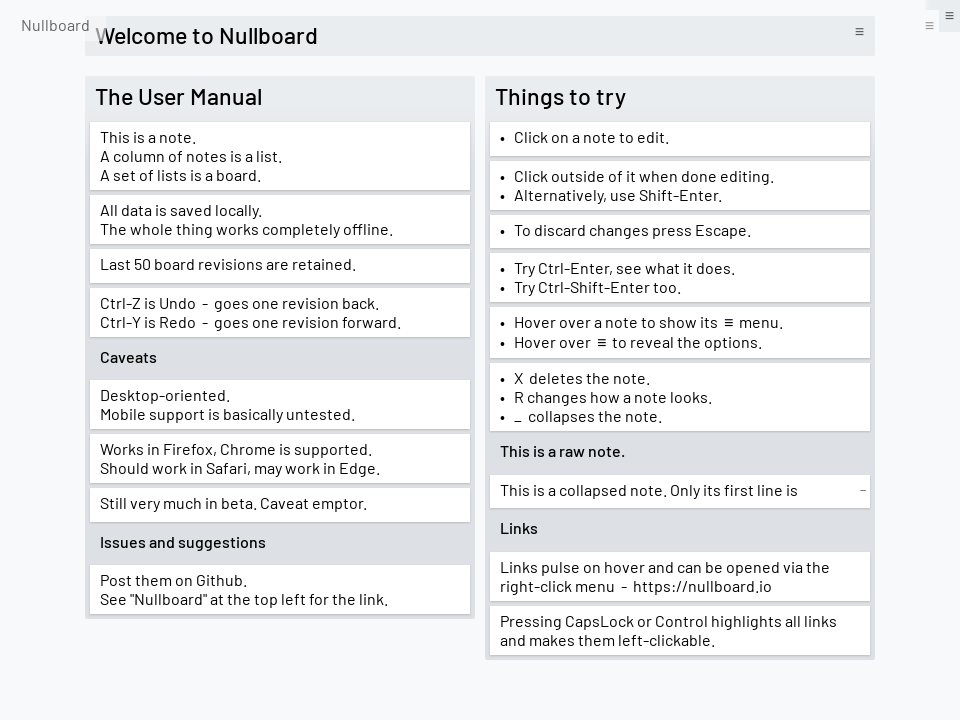 Nullboard
Welcome to Nullboard
≡
≡
≡
The User Manual
This is a note.
A column of notes is a list.
A set of lists is a board.
All data is saved locally.
The whole thing works completely offline.
Last 50 board revisions are retained.
Ctrl-Z is Undo - goes one revision back.
Ctrl-Y is Redo - goes one revision forward.
Caveats
Desktop-oriented.
Mobile support is basically untested.
Works in Firefox, Chrome is supported.
Should work in Safari, may work in Edge.
Still very much in beta. Caveat emptor.
Issues and suggestions
Post them on Github.
See "Nullboard" at the top left for the link.
Things to try
• Click on a note to edit.
• Click outside of it when done editing.
• Alternatively, use Shift-Enter.
• To discard changes press Escape.
• Try Ctrl-Enter, see what it does.
• Try Ctrl-Shift-Enter too.
• Hover over a note to show its ≡ menu.
• Hover over ≡ to reveal the options.
• X deletes the note.
• R changes how a note looks.
• _ collapses the note.
This is a raw note.
This is a collapsed note. Only its first line is
–
Links
Links pulse on hover and can be opened via the
right-click menu - https://nullboard.io
Pressing CapsLock or Control highlights all links
and makes them left-clickable.